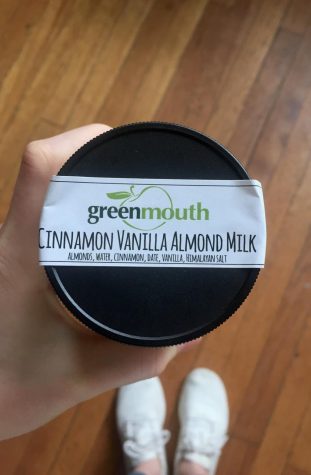 greenmouth
CINNAMON VANILLA ALMOND MILK
ALMONDS, WATER, CINNAMON, DATE, VANILLA, HIMALAYAN SALT